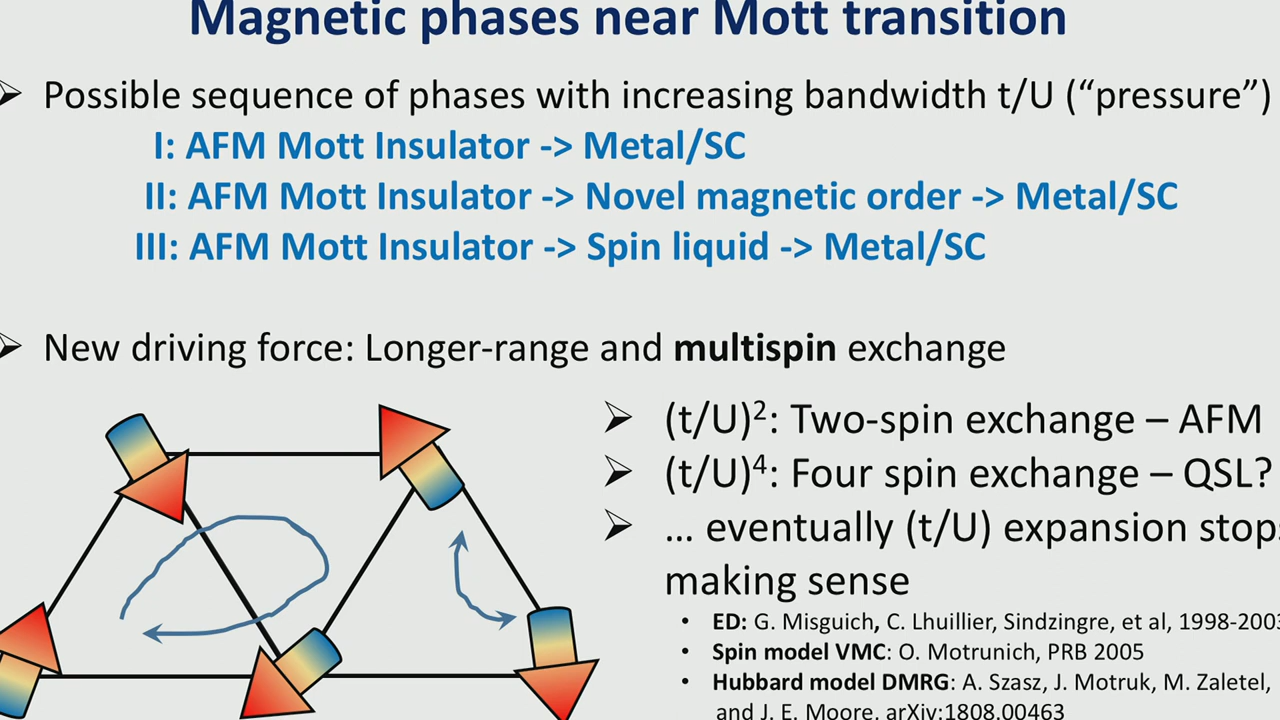 Magnetic phases near Mott transition
Possible sequence of phases with increasing bandwidth t/U (“pressure”)
I: AFM Mott Insulator -> Metal/SC
II: AFM Mott Insulator -> Novel magnetic order -> Metal/SC
III: AFM Mott Insulator -> Spin liquid -> Metal/SC
New driving force: Longer-range and multispin exchange
(t/U)²: Two-spin exchange – AFM
(t/U)⁴: Four spin exchange – QSL?
... eventually (t/U) expansion stops
making sense
ED: G. Misguich, C. Lhuillier, Sindzingre, et al, 1998-2003
Spin model VMC: O. Motrunich, PRB 2005
Hubbard model DMRG: A. Szasz, J. Motruk, M. Zaletel,
and J. E. Moore, arXiv:1808.00463